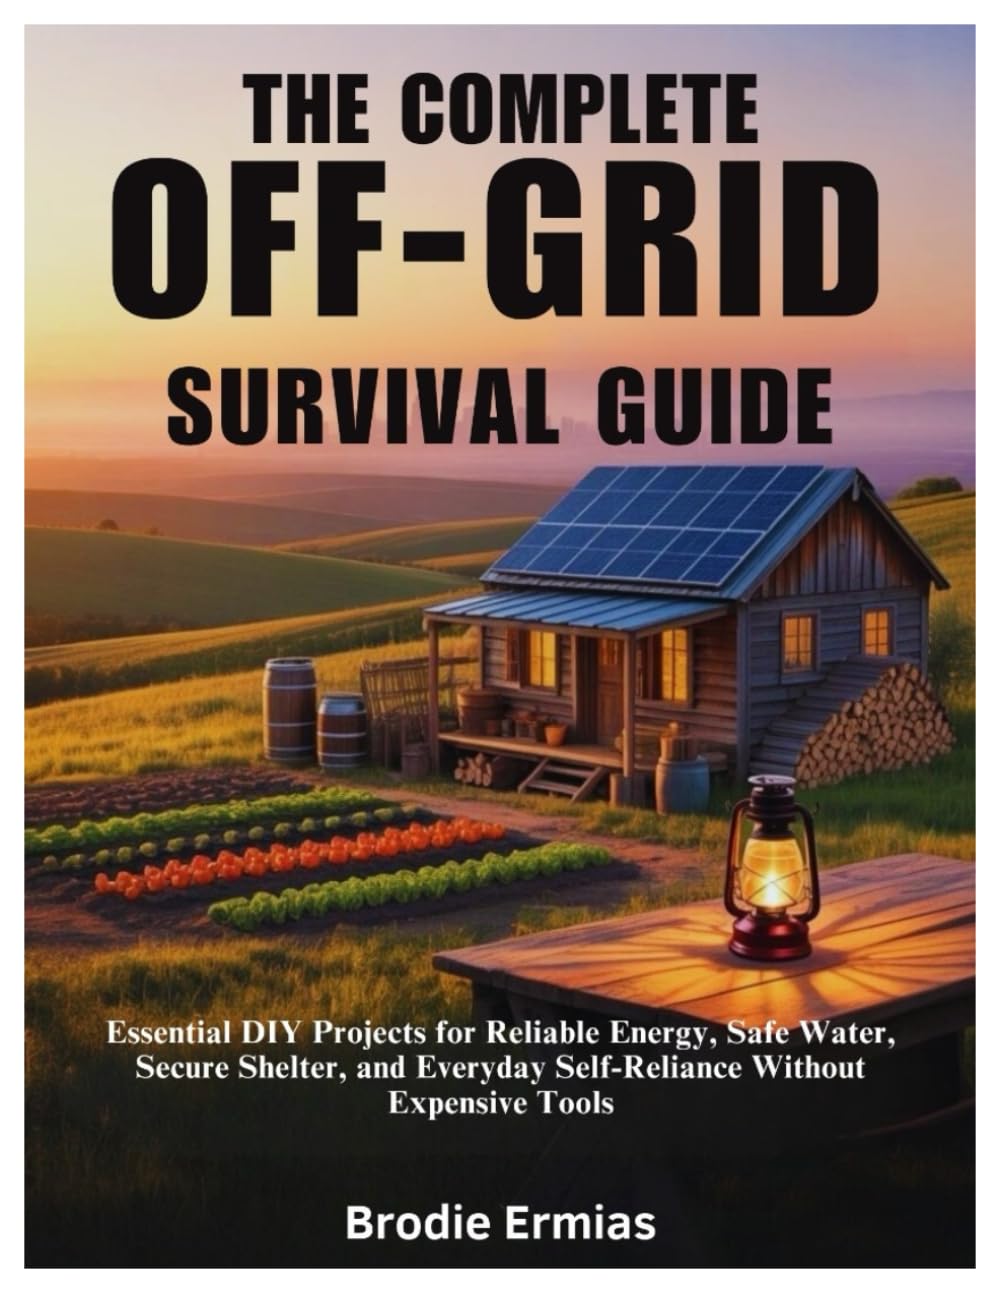 THE COMPLETE
OFF-GRID
SURVIVAL GUIDE
Essential DIY Projects for Reliable Energy, Safe Water,
Secure Shelter, and Everyday Self-Reliance Without
Expensive Tools
Brodie Ermias